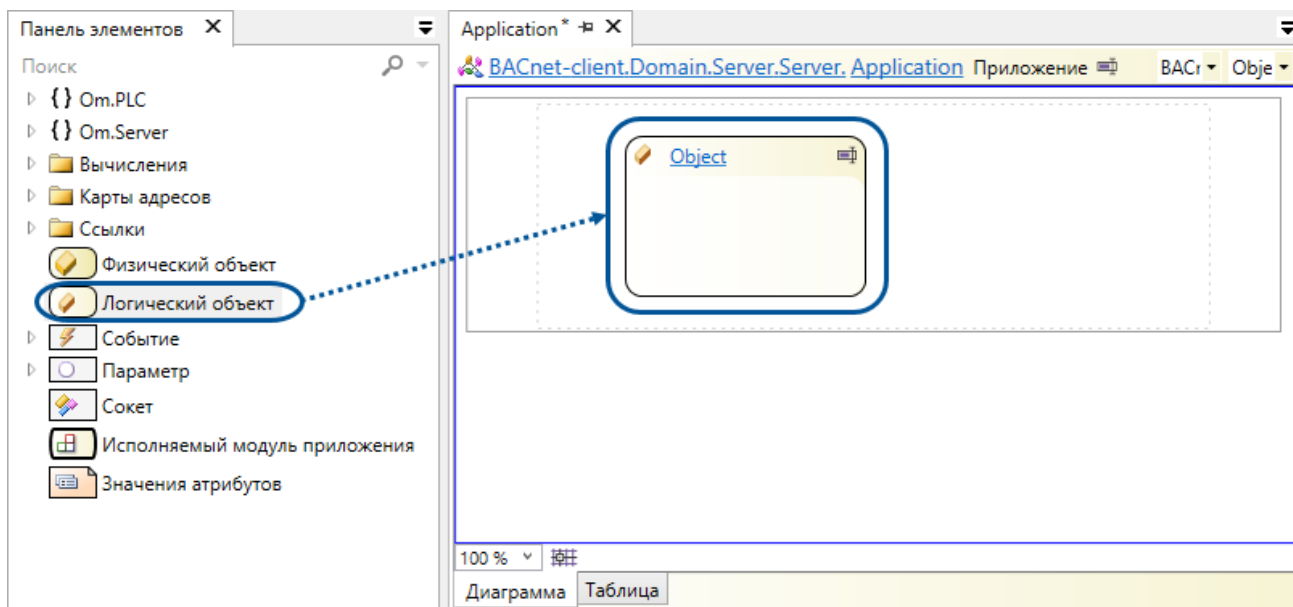 Панель элементов
Поиск
{ } Om.PLC
{ } Om.Server
Вычисления
Карты адресов
Ссылки
Физический объект
Логический объект
Событие
Параметр
Сокет
Исполняемый модуль приложения
Значения атрибутов
Application*
BACnet-client.Domain.Server.Server. Application Приложение BACr Obje
Object
100 %
Диаграмма Таблица